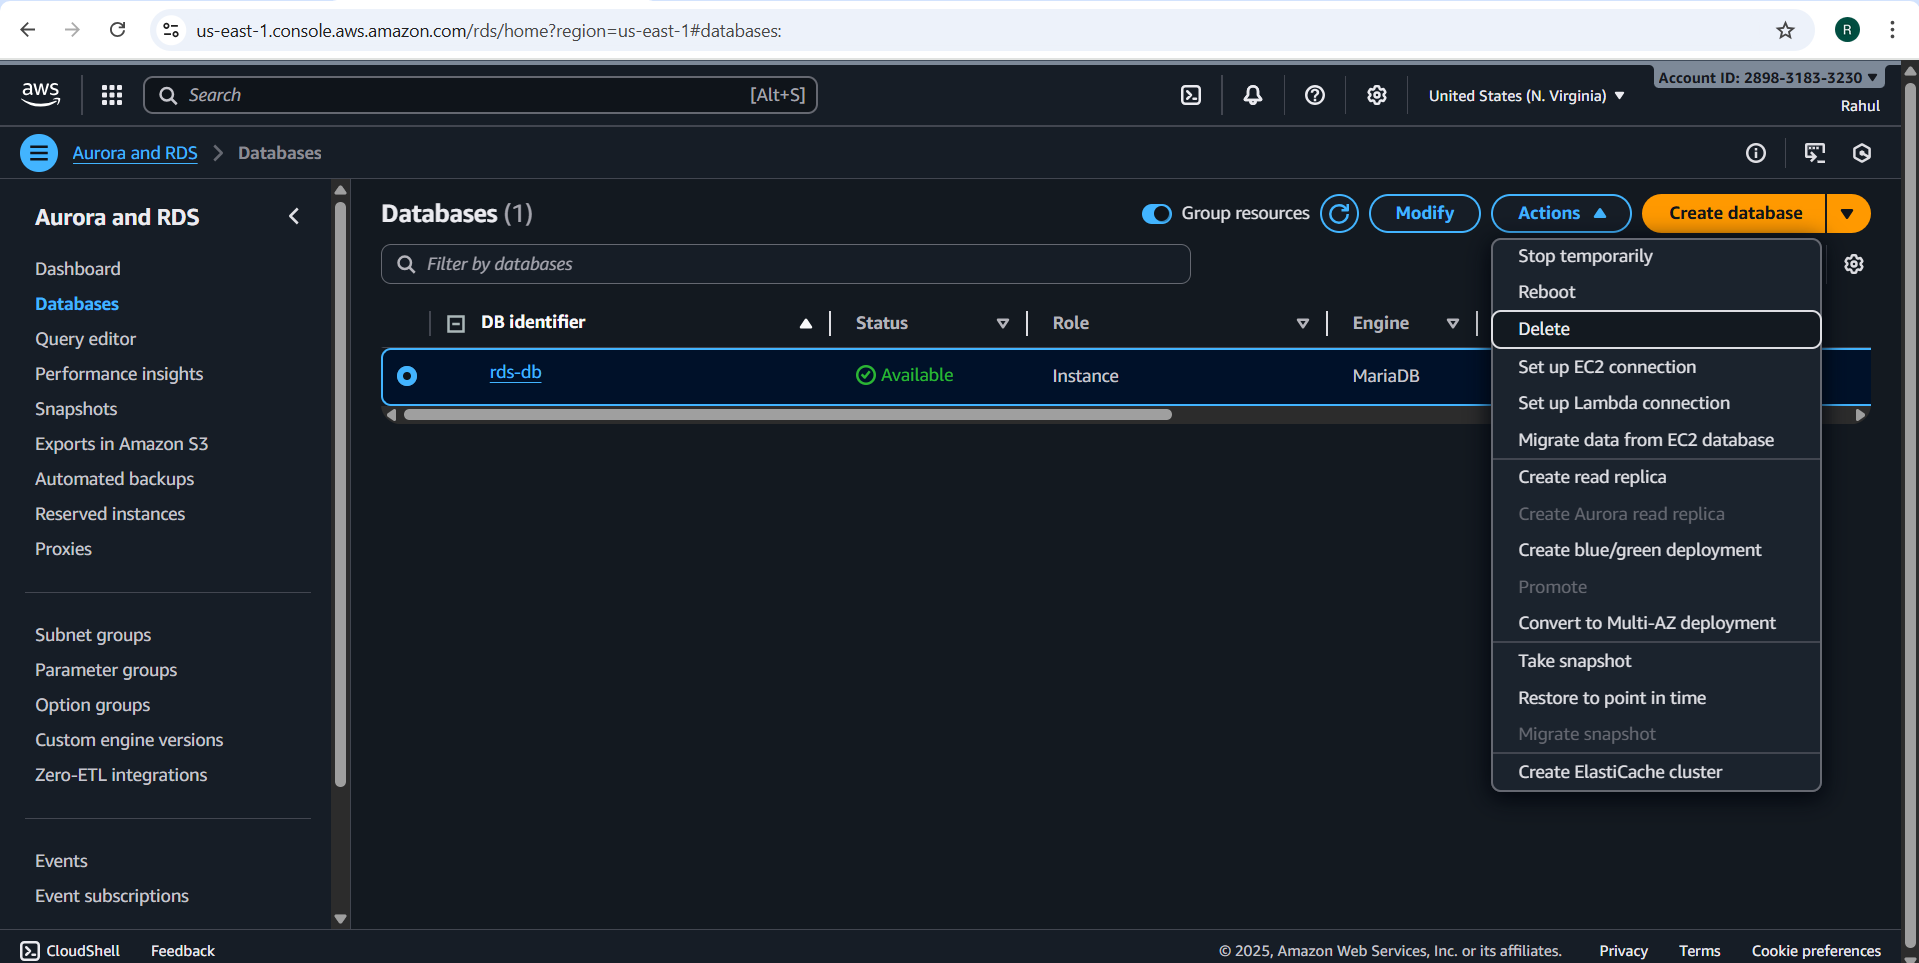 us-east-1.console.aws.amazon.com/rds/home?region=us-east-1#databases:
R
aws
Search
[Alt+S]
United States (N. Virginia)
Account ID: 2898-3183-3230
Rahul
Aurora and RDS
Databases
Aurora and RDS
Dashboard
Databases
Query editor
Performance insights
Snapshots
Exports in Amazon S3
Automated backups
Reserved instances
Proxies
Subnet groups
Parameter groups
Option groups
Custom engine versions
Zero-ETL integrations
Events
Event subscriptions
Databases (1)
Group resources
Modify
Actions
Create database
Filter by databases
DB identifier
Status
Role
Engine
rds-db
Available
Instance
MariaDB
Stop temporarily
Reboot
Delete
Set up EC2 connection
Set up Lambda connection
Migrate data from EC2 database
Create read replica
Create Aurora read replica
Create blue/green deployment
Promote
Convert to Multi-AZ deployment
Take snapshot
Restore to point in time
Migrate snapshot
Create ElastiCache cluster
CloudShell
Feedback
© 2025, Amazon Web Services, Inc. or its affiliates.
Privacy
Terms
Cookie preferences